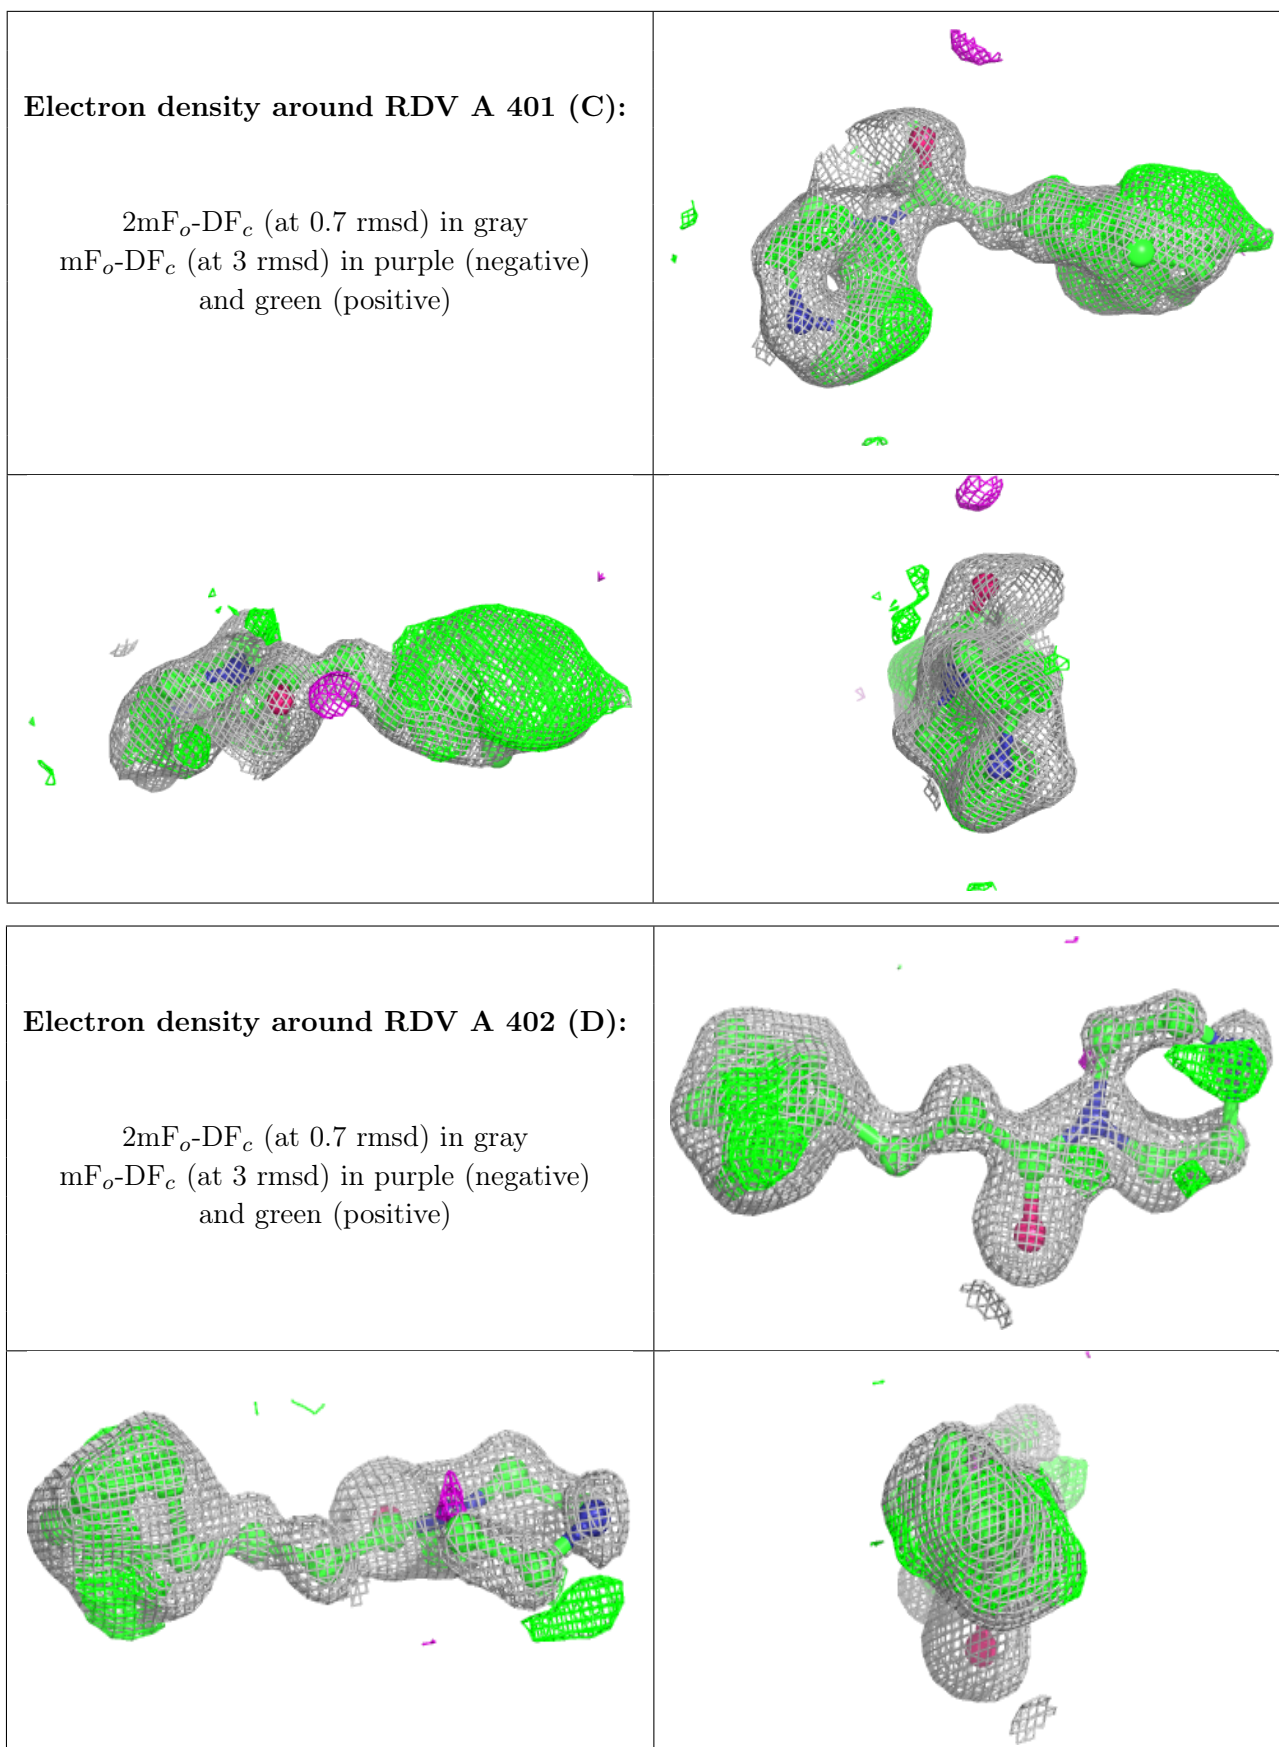 Electron density around RDV A 401 (C):
2mFo-DFc (at 0.7 rmsd) in gray
mFo-DFc (at 3 rmsd) in purple (negative)
and green (positive)
Electron density around RDV A 402 (D):
2mFo-DFc (at 0.7 rmsd) in gray
mFo-DFc (at 3 rmsd) in purple (negative)
and green (positive)